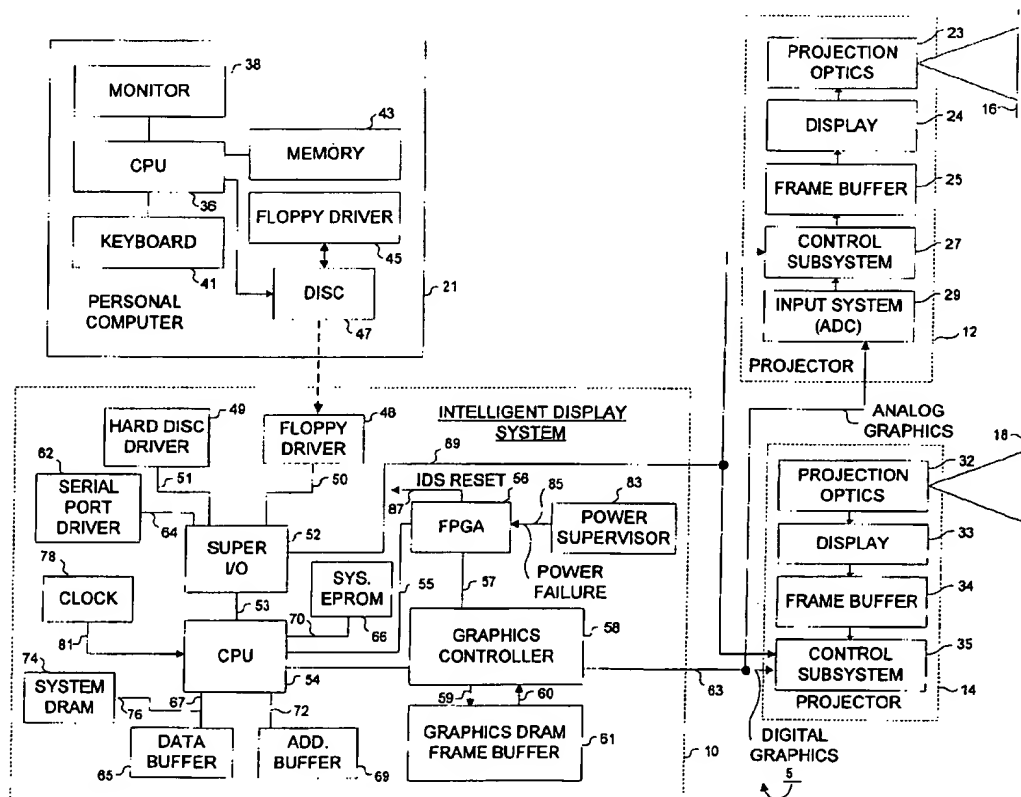 38
MONITOR
43
MEMORY
CPU
36
FLOPPY DRIVER
45
KEYBOARD
41
DISC
47
PERSONAL
COMPUTER
21
23
PROJECTION
OPTICS
16
24
DISPLAY
25
FRAME BUFFER
27
CONTROL
SUBSYSTEM
29
INPUT SYSTEM
(ADC)
12
PROJECTOR
ANALOG
GRAPHICS
INTELLIGENT DISPLAY
SYSTEM
49
HARD DISC
DRIVER
48
FLOPPY
DRIVER
89
62
SERIAL
PORT
DRIVER
51
50
64
IDS RESET
87
56
FPGA
85
83
POWER
SUPERVISOR
POWER
FAILURE
52
SUPER
I/O
78
CLOCK
53
SYS.
EPROM
55
57
70
66
81
CPU
54
GRAPHICS
CONTROLLER
58
63
74
SYSTEM
DRAM
76
67
72
59
60
DATA
BUFFER
65
ADD.
BUFFER
69
GRAPHICS DRAM
FRAME BUFFER
61
10
18
32
PROJECTION
OPTICS
33
DISPLAY
34
FRAME BUFFER
35
CONTROL
SUBSYSTEM
PROJECTOR
14
DIGITAL
GRAPHICS
5